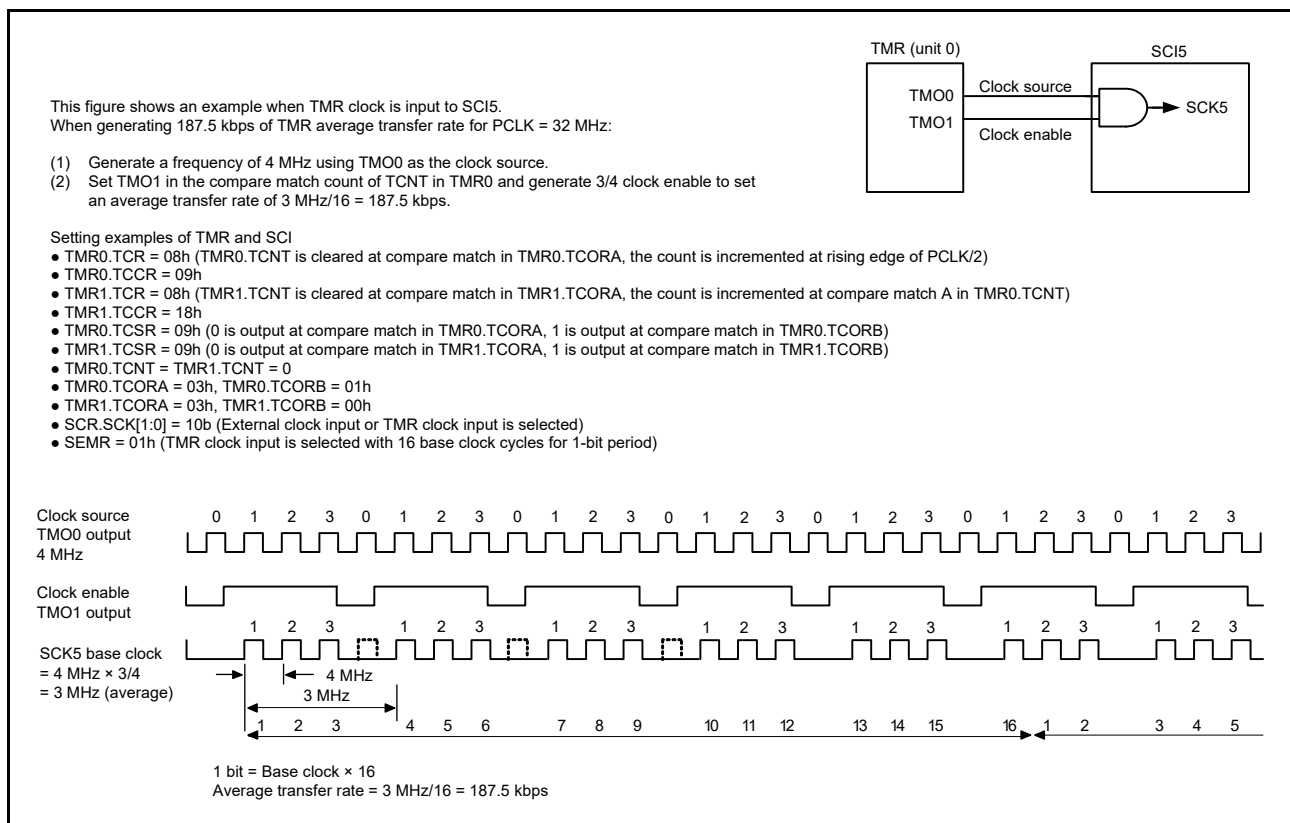 TMR (unit 0)
SCI5
TMO0
Clock source
SCK5
TMO1
Clock enable
This figure shows an example when TMR clock is input to SCI5.
When generating 187.5 kbps of TMR average transfer rate for PCLK = 32 MHz:
(1) Generate a frequency of 4 MHz using TMO0 as the clock source.
(2) Set TMO1 in the compare match count of TCNT in TMR0 and generate 3/4 clock enable to set
an average transfer rate of 3 MHz/16 = 187.5 kbps.
Setting examples of TMR and SCI
● TMR0.TCR = 08h (TMR0.TCNT is cleared at compare match in TMR0.TCORA, the count is incremented at rising edge of PCLK/2)
● TMR0.TCCR = 09h
● TMR1.TCR = 08h (TMR1.TCNT is cleared at compare match in TMR1.TCORA, the count is incremented at compare match A in TMR0.TCNT)
● TMR1.TCCR = 18h
● TMR0.TCSR = 09h (0 is output at compare match in TMR0.TCORA, 1 is output at compare match in TMR0.TCORB)
● TMR1.TCSR = 09h (0 is output at compare match in TMR1.TCORA, 1 is output at compare match in TMR1.TCORB)
● TMR0.TCNT = TMR1.TCNT = 0
● TMR0.TCORA = 03h, TMR0.TCORB = 01h
● TMR1.TCORA = 03h, TMR1.TCORB = 00h
● SCR.SCK[1:0] = 10b (External clock input or TMR clock input is selected)
● SEMR = 01h (TMR clock input is selected with 16 base clock cycles for 1-bit period)
Clock source
TMO0 output
4 MHz
0 1 2 3 0 1 2 3 0 1 2 3 0 1 2 3 0 1 2 3 0 1 2 3 0 1 2 3
Clock enable
TMO1 output
1 2 3 1 2 3 1 2 3 1 2 3 1 2 3 1 2 3 1 2 3
SCK5 base clock
= 4 MHz × 3/4
= 3 MHz (average)
4 MHz
3 MHz
1 2 3 4 5 6 7 8 9 10 11 12 13 14 15 16 1 2 3 4 5
1 bit = Base clock × 16
Average transfer rate = 3 MHz/16 = 187.5 kbps